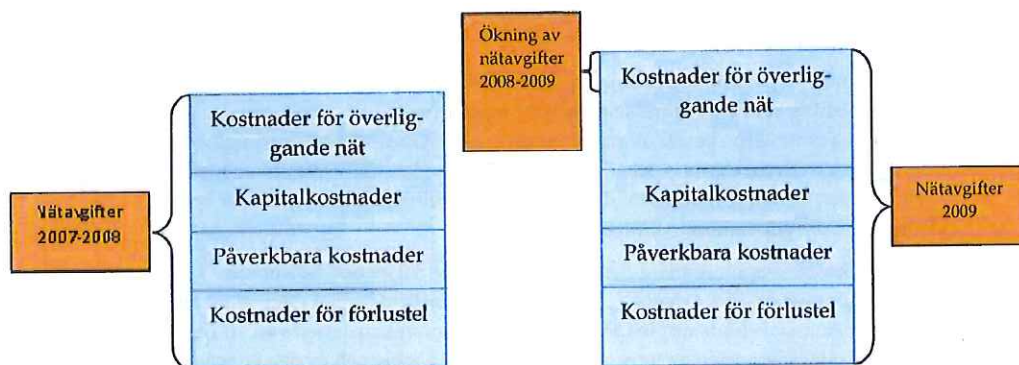 Nätavgifter
2007-2008
Kostnader för överlig-
gande nät
Kapitalkostnader
Påverkbara kostnader
Kostnader för förlustel
Ökning av
nätavgifter
2008-2009
Kostnader för överlig-
gande nät
Kapitalkostnader
Påverkbara kostnader
Kostnader för förlustel
Nätavgifter
2009